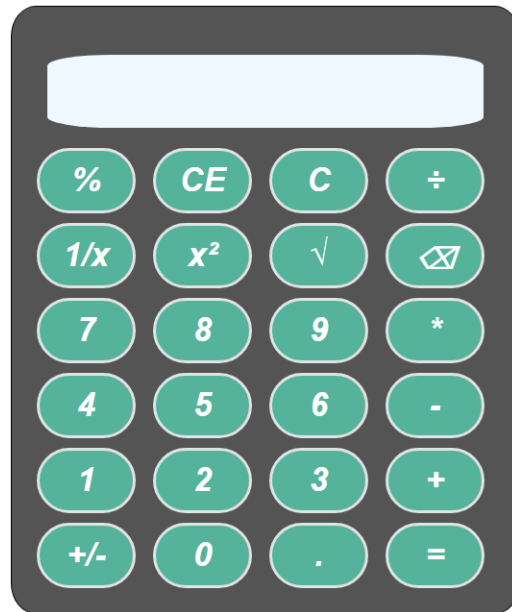 % CE C ÷
1/x x² √ ⌫
7 8 9 *
4 5 6 -
1 2 3 +
+/- 0 . =